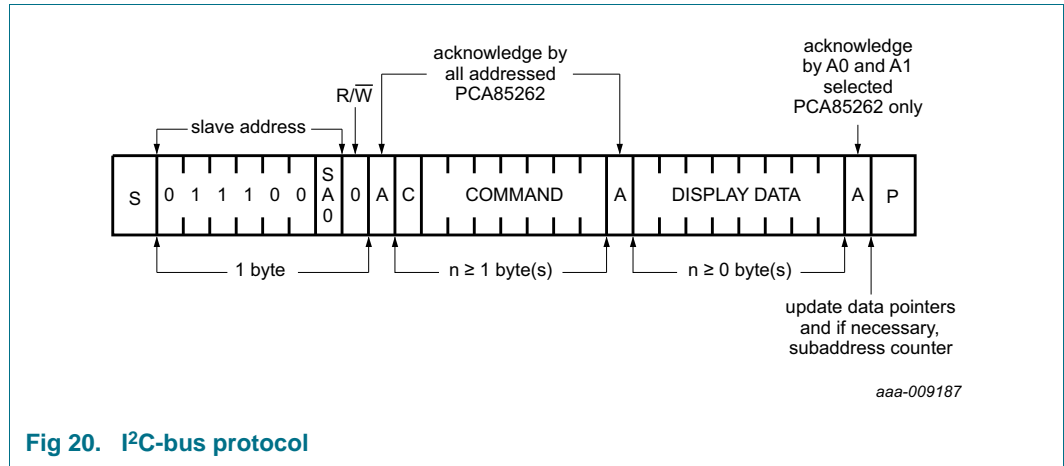 acknowledge by
all addressed
PCA85262
acknowledge
by A0 and A1
selected
PCA85262 only
R/W̅
slave address
S 0 1 1 1 0 0 SA0 0 A C COMMAND A DISPLAY DATA A P
1 byte
n ≥ 1 byte(s)
n ≥ 0 byte(s)
update data pointers
and if necessary,
subaddress counter
aaa-009187
Fig 20. I²C-bus protocol